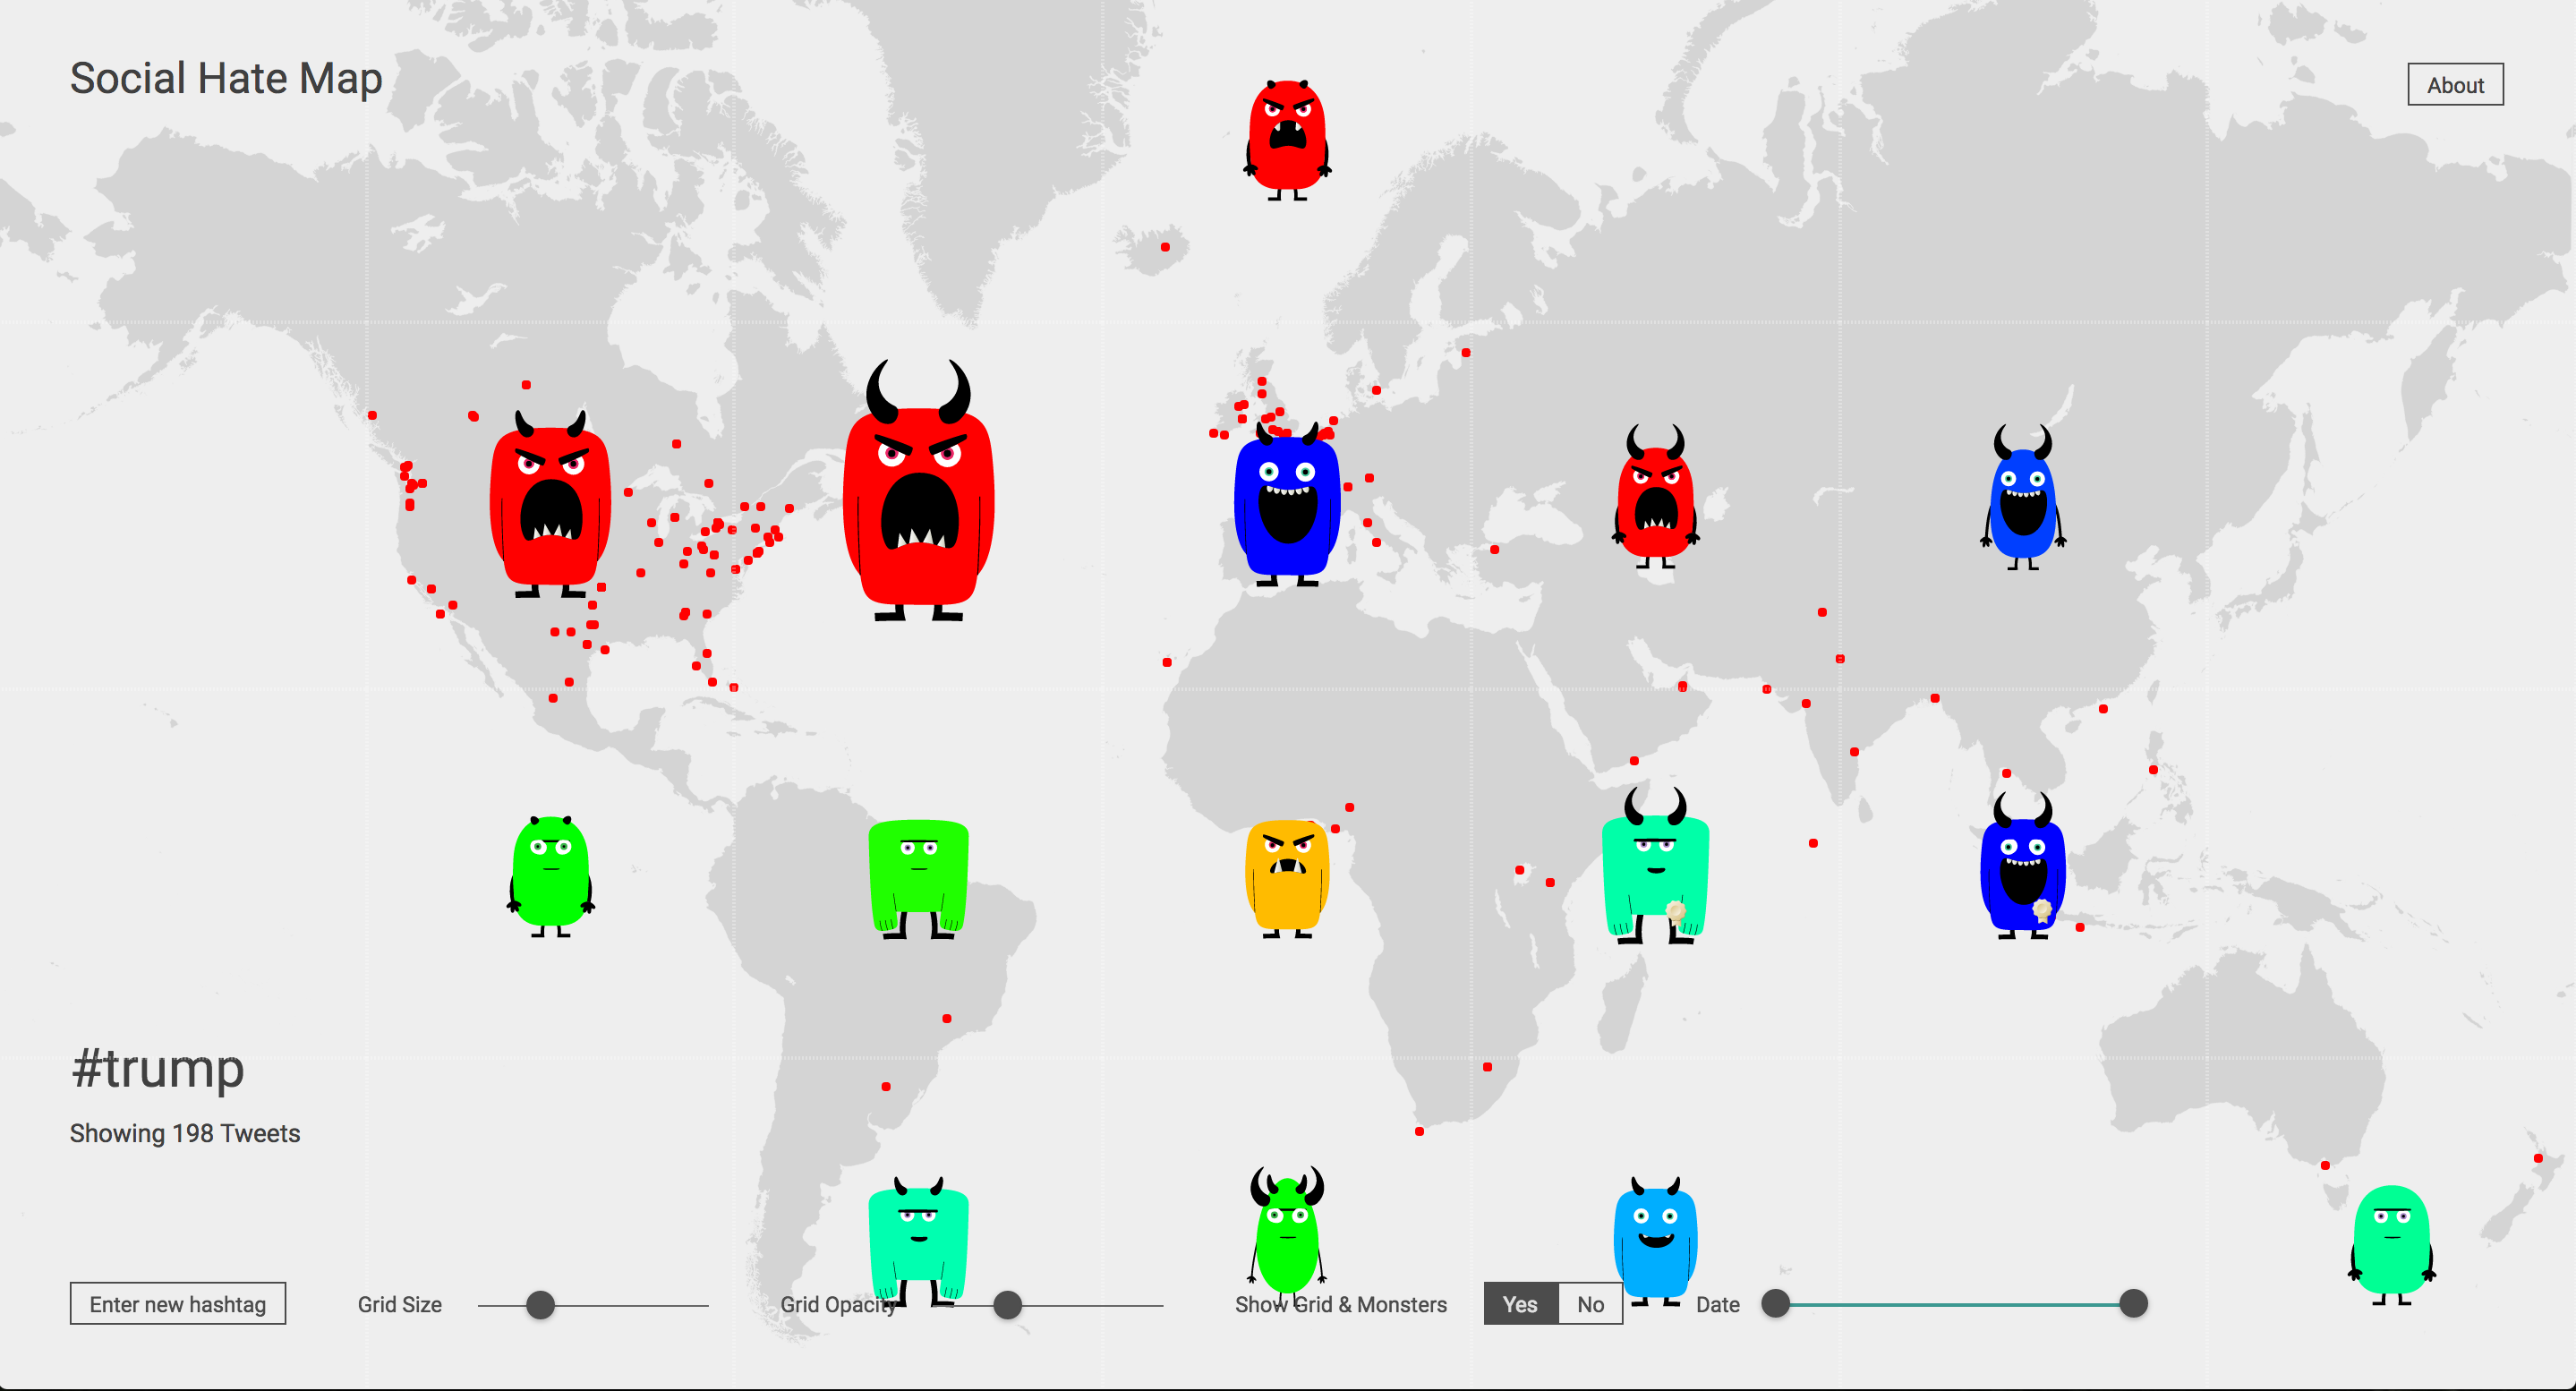 Social Hate Map
About
#trump
Showing 198 Tweets
Enter new hashtag
Grid Size
Grid Opacity
Show Grid & Monsters
Yes
No
Date